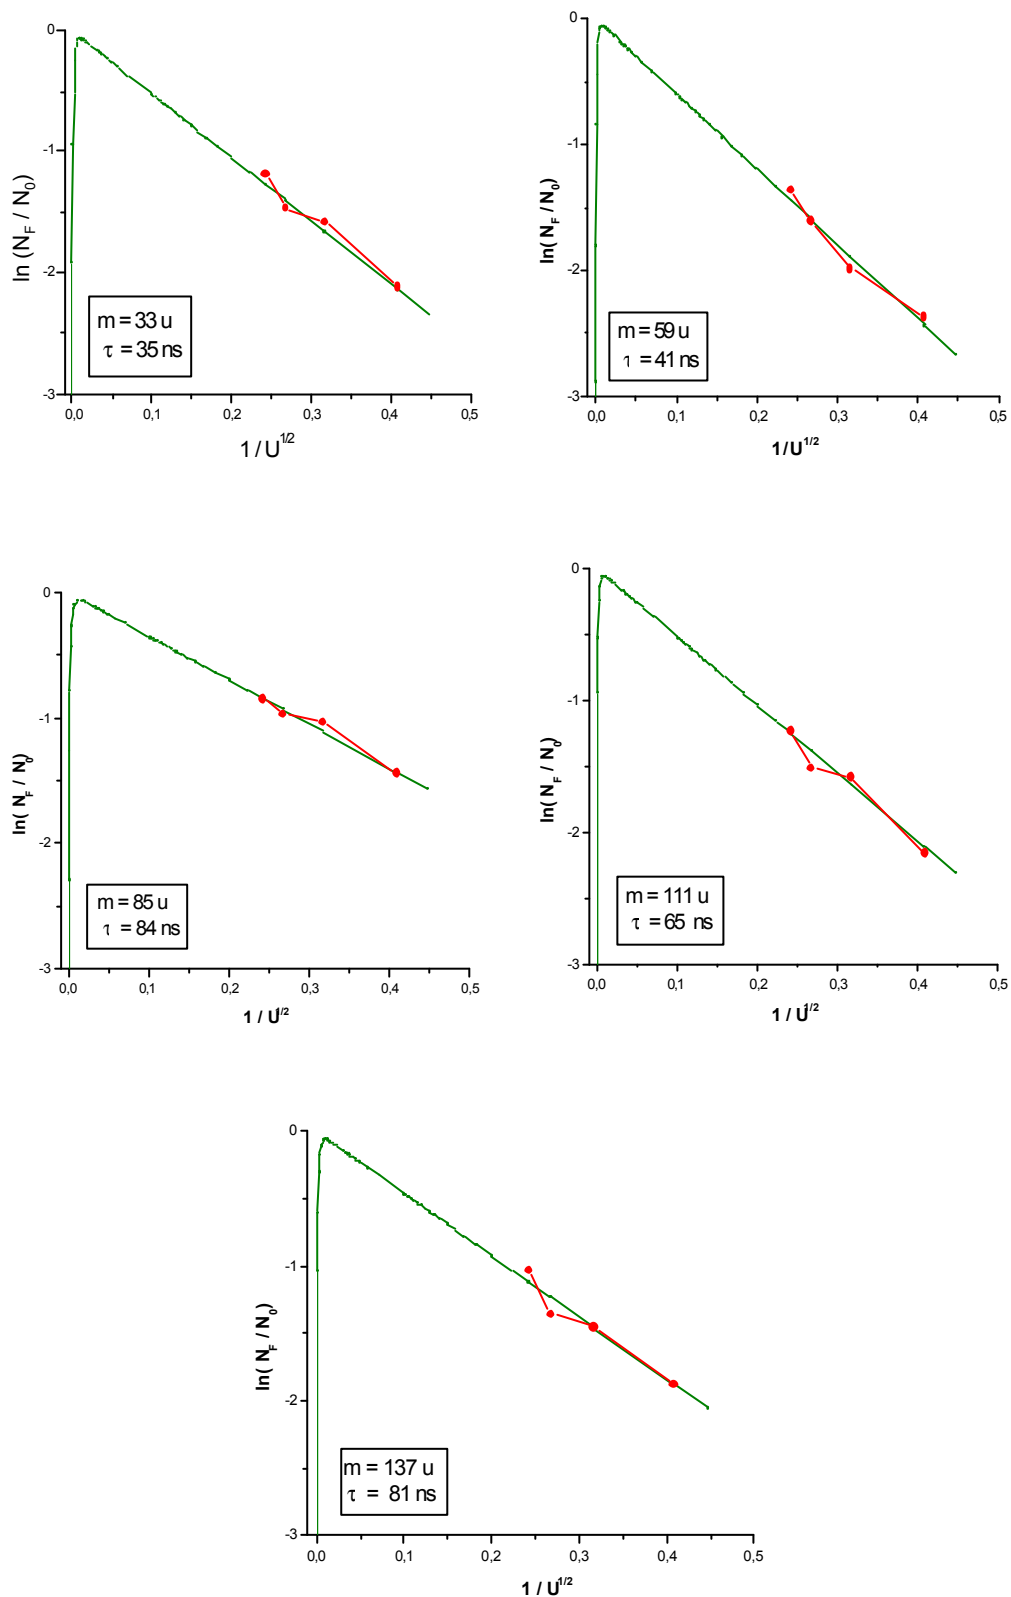 0
-1
-2
-3
ln (N_F / N_0)
m = 33 u
τ = 35 ns
0,0 0,1 0,2 0,3 0,4 0,5
1 / U^1/2
0
-1
-2
-3
ln( N_F / N_0)
m = 59 u
τ = 41 ns
0,0 0,1 0,2 0,3 0,4 0,5
1/U^1/2
0
-1
-2
-3
ln( N_F / N_0)
m = 85 u
τ = 84 ns
0,0 0,1 0,2 0,3 0,4 0,5
1 / U^1/2
0
-1
-2
-3
ln( N_F / N_0)
m = 111 u
τ = 65 ns
0,0 0,1 0,2 0,3 0,4 0,5
1 / U^1/2
0
-1
-2
-3
ln( N_F / N_0)
m = 137 u
τ = 81 ns
0,0 0,1 0,2 0,3 0,4 0,5
1 / U^1/2